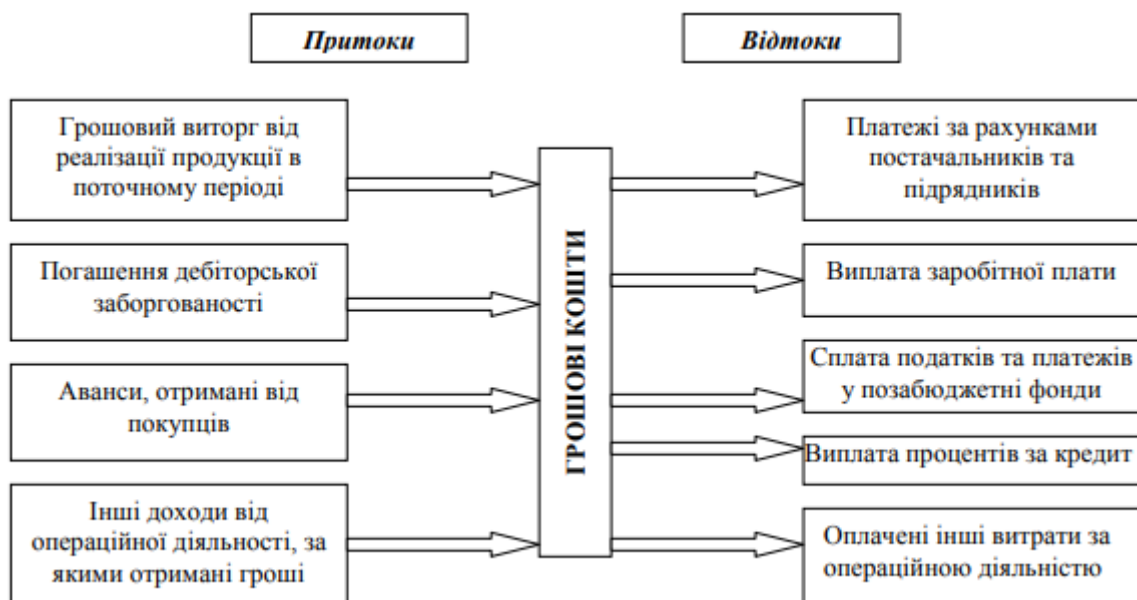 Притоки
Відтоки
Грошовий виторг від
реалізації продукції в
поточному періоді
Погашення дебіторської
заборгованості
Аванси, отримані від
покупців
Інші доходи від
операційної діяльності, за
якими отримані гроші
ГРОШОВІ КОШТИ
Платежі за рахунками
постачальників та
підрядників
Виплата заробітної плати
Сплата податків та платежів
у позабюджетні фонди
Виплата процентів за кредит
Оплачені інші витрати за
операційною діяльністю